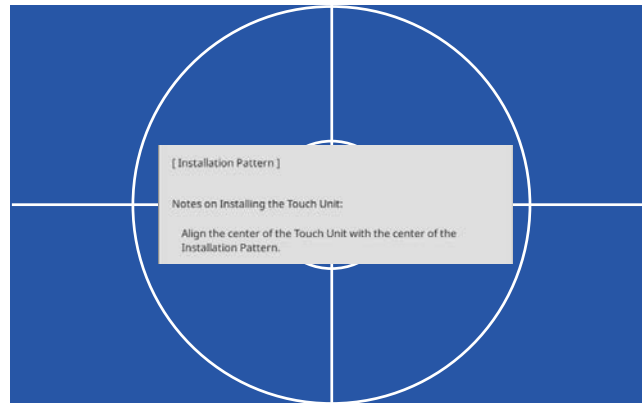 [ Installation Pattern ]
Notes on Installing the Touch Unit:
Align the center of the Touch Unit with the center of the
Installation Pattern.